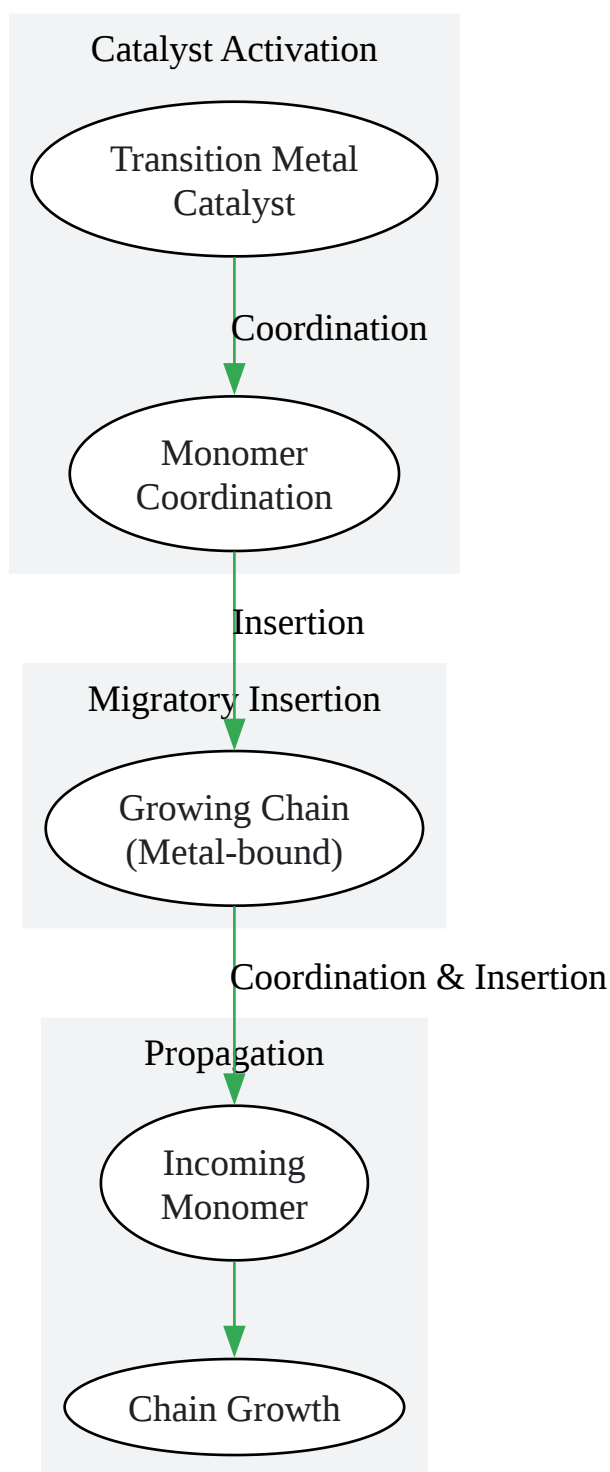 Catalyst Activation
Transition Metal
Catalyst
Coordination
Monomer
Coordination
Insertion
Migratory Insertion
Growing Chain
(Metal-bound)
Coordination & Insertion
Propagation
Incoming
Monomer
Chain Growth